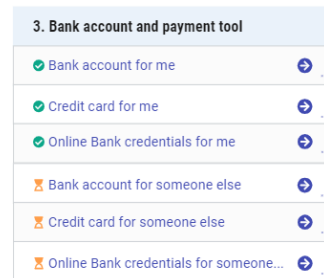 3. Bank account and payment tool
Bank account for me
Credit card for me
Online Bank credentials for me
Bank account for someone else
Credit card for someone else
Online Bank credentials for someone...